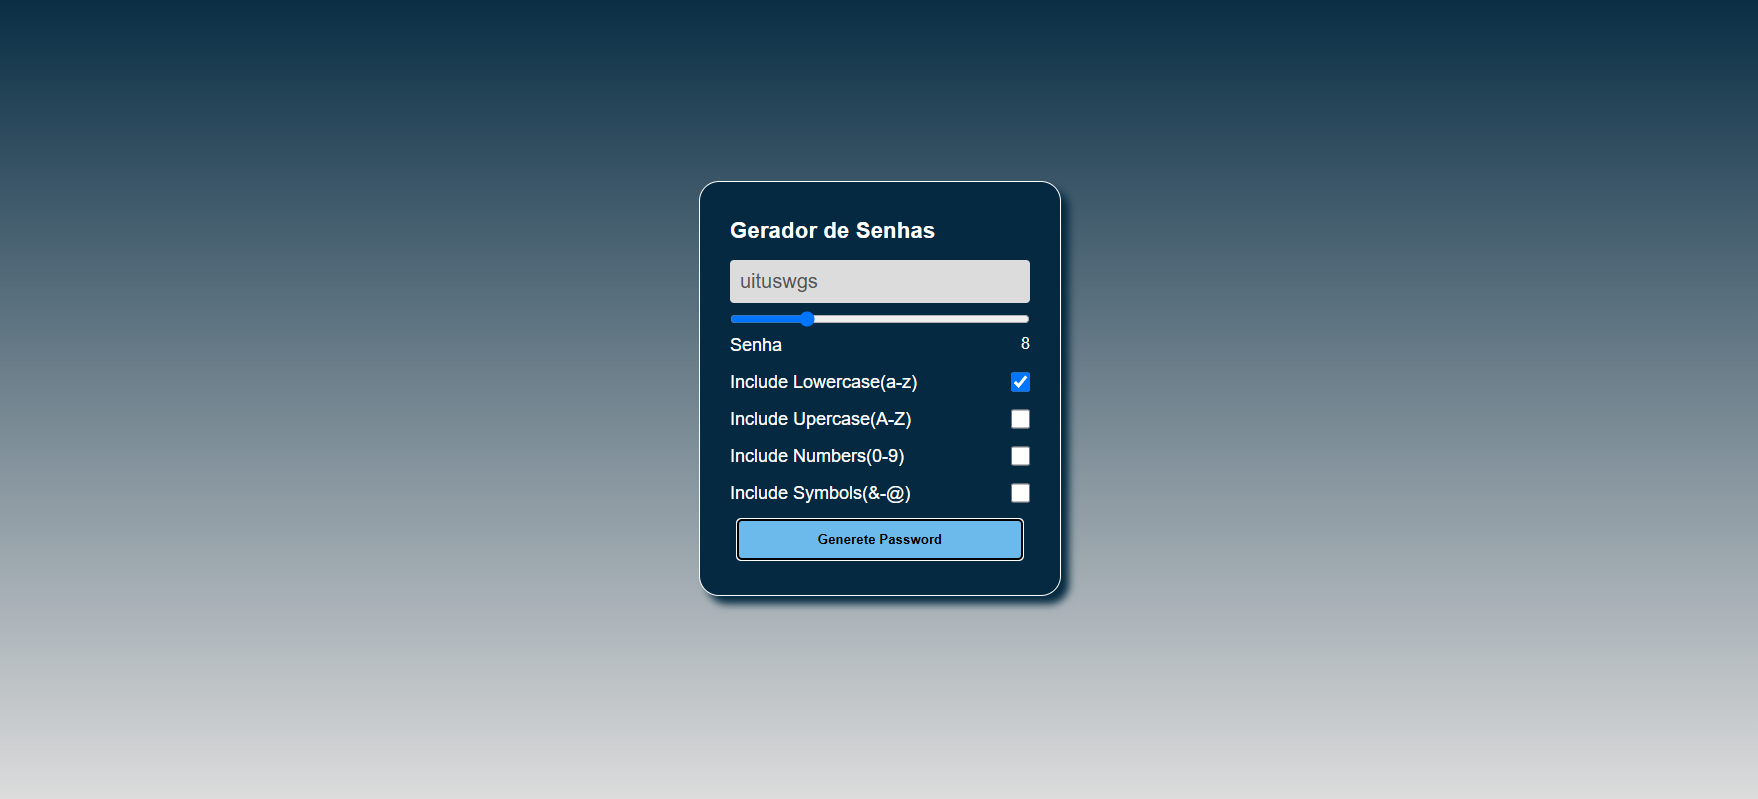 Gerador de Senhas
uituswgs
Senha 8
Include Lowercase(a-z)
Include Upercase(A-Z)
Include Numbers(0-9)
Include Symbols(&-@)
Generete Password